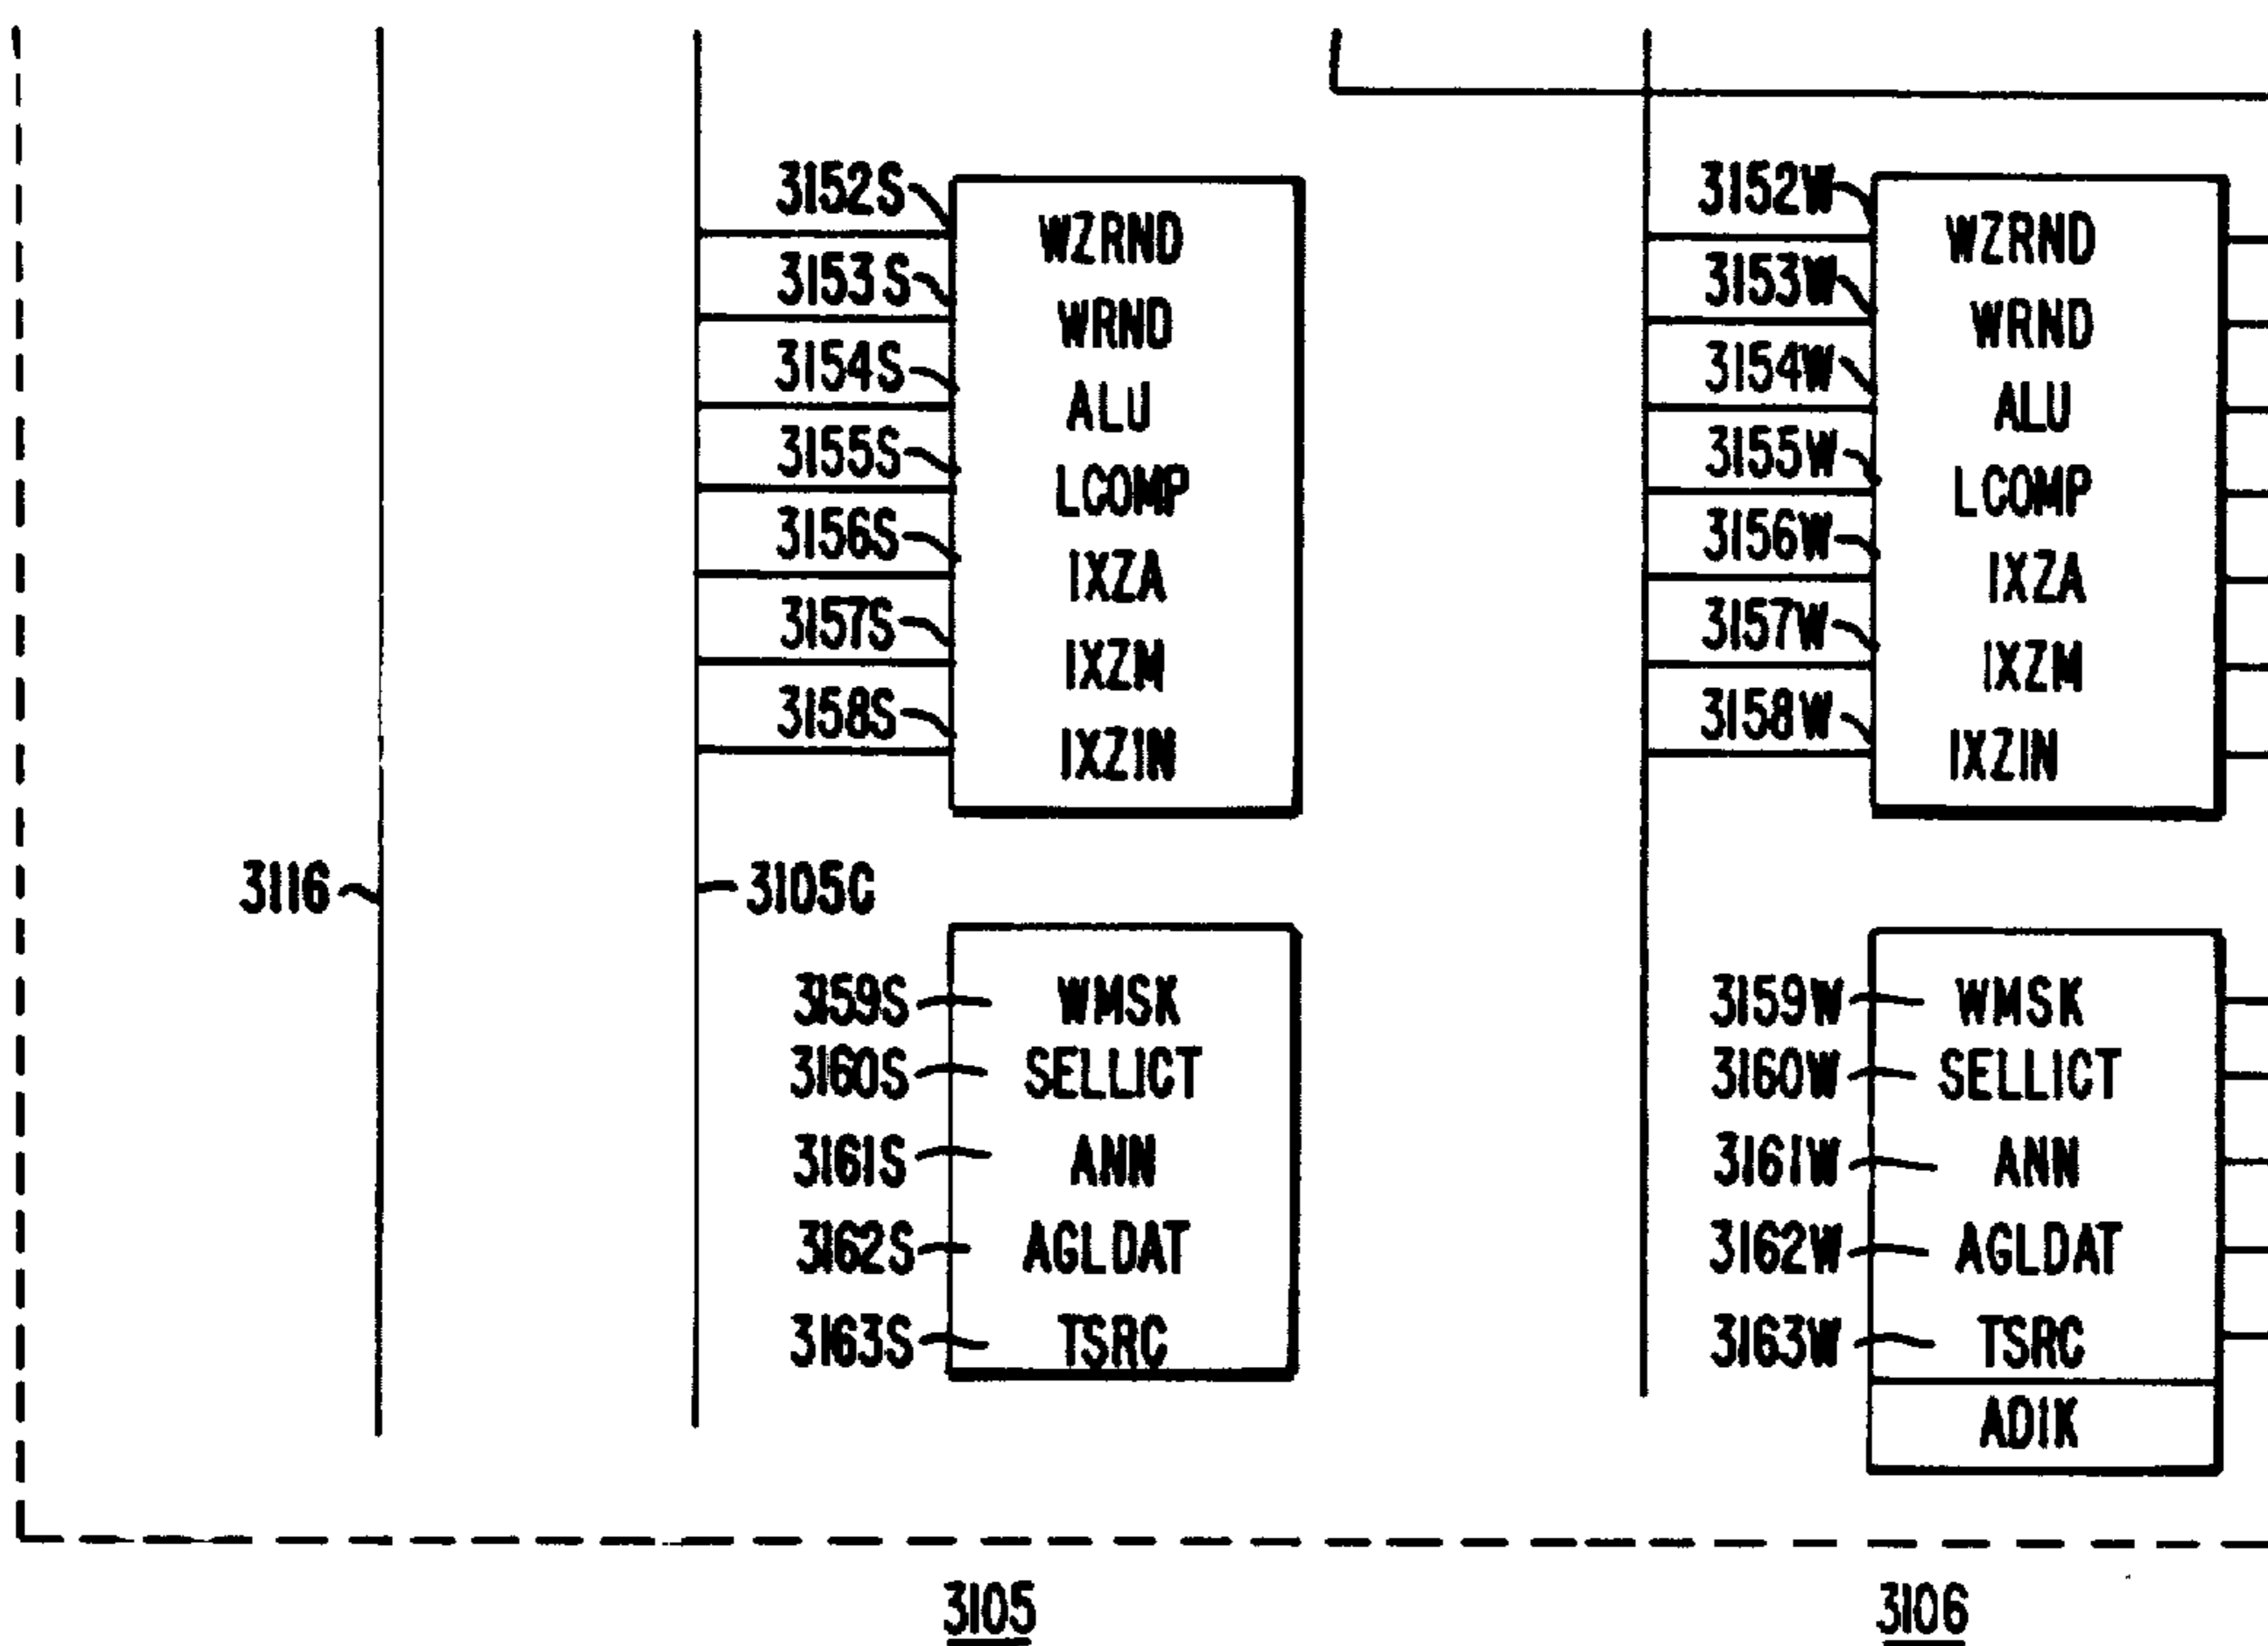 3152S WZRND 3152W WZRND
3153S WRND 3153W WRND
3154S ALU 3154W ALU
3155S LCOMP 3155W LCOMP
3156S IXZA 3156W IXZA
3157S IXZM 3157W IXZM
3158S IXZIN 3158W IXZIN
3116 3105C
3159S WMSK 3159W WMSK
3160S SELLICT 3160W SELLICT
3161S ANN 3161W ANN
3162S AGLDAT 3162W AGLDAT
3163S TSRC 3163W TSRC
ADIK
3105 3106